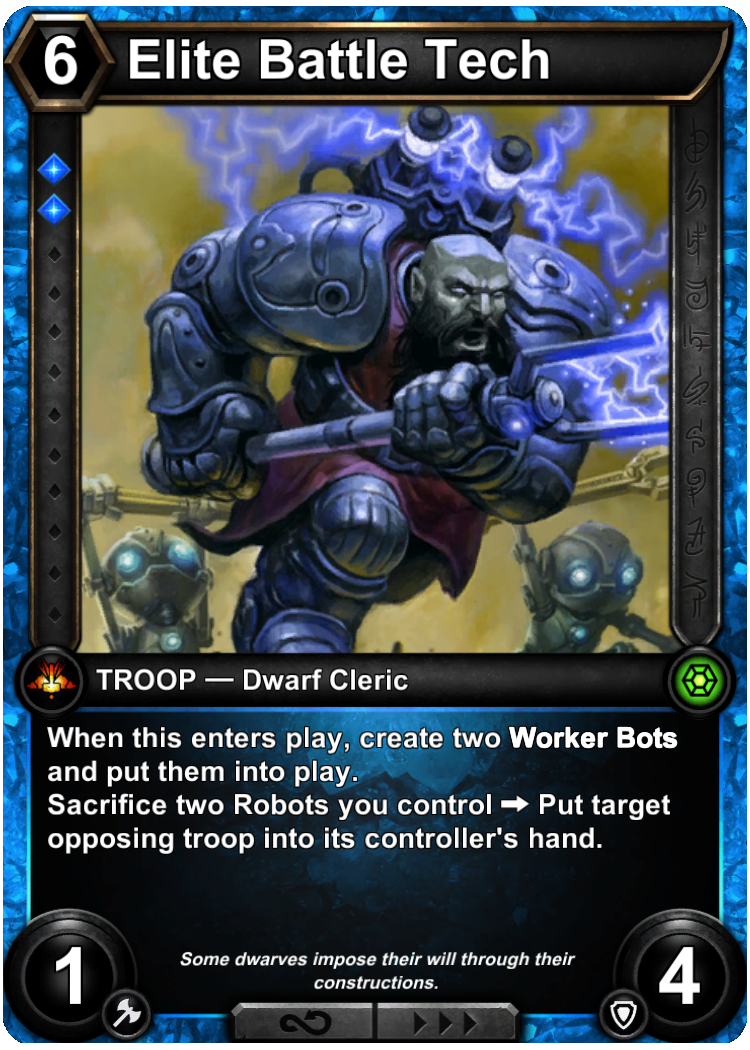 6 Elite Battle Tech
TROOP — Dwarf Cleric
When this enters play, create two Worker Bots
and put them into play.
Sacrifice two Robots you control ➡ Put target
opposing troop into its controller's hand.
Some dwarves impose their will through their
constructions.
1 4